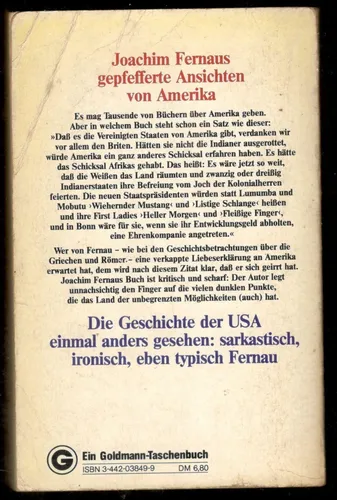 Joachim Fernaus
gepfefferte Ansichten
von Amerika
Es mag Tausende von Büchern über Amerika geben.
Aber in welchem Buch steht schon ein Satz wie dieser:
»Daß es die Vereinigten Staaten von Amerika gibt, verdanken wir
vor allem den Briten. Hätten sie nicht die Indianer ausgerottet,
würde Amerika ein ganz anderes Schicksal erfahren haben. Es hätte
das Schicksal Afrikas gehabt. Das heißt: Es wäre jetzt so weit,
daß die Weißen das Land räumten und zwanzig oder dreißig
Indianerstaaten ihre Befreiung vom Joch der Kolonialherren
feierten. Die neuen Staatspräsidenten würden statt Lumumba und
Mobutu ›Wiehernder Mustang‹ und ›Listige Schlange‹ heißen
und ihre First Ladies ›Heller Morgen‹ und ›Fleißige Finger‹,
und in Bonn wäre für sie, wenn sie ihr Entwicklungsgeld abholten,
eine Ehrenkompanie angetreten.«
Wer von Fernau – wie bei den Geschichtsbetrachtungen über die
Griechen und Römer – eine verkappte Liebeserklärung an Amerika
erwartet hat, dem wird nach diesem Zitat klar, daß er sich geirrt hat.
Joachim Fernaus Buch ist kritisch und scharf: Der Autor legt
unnachsichtig den Finger auf die vielen dunklen Punkte,
die das Land der unbegrenzten Möglichkeiten (auch) hat.
Die Geschichte der USA
einmal anders gesehen: sarkastisch,
ironisch, eben typisch Fernau
G Ein Goldmann-Taschenbuch
ISBN 3-442-03849-9 DM 6,80